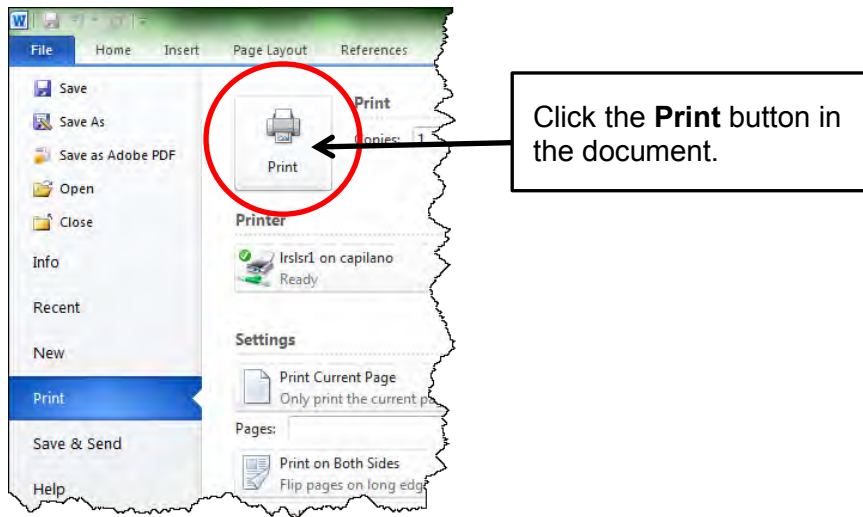 W
File Home Insert Page Layout References
Save
Save As
Save as Adobe PDF
Open
Close
Info
Recent
New
Print
Save & Send
Help
Print
Print
Copies: 1
Printer
lrslsr1 on capilano
Ready
Settings
Print Current Page
Only print the current
Pages:
Print on Both Sides
Flip pages on long edge
Click the Print button in
the document.